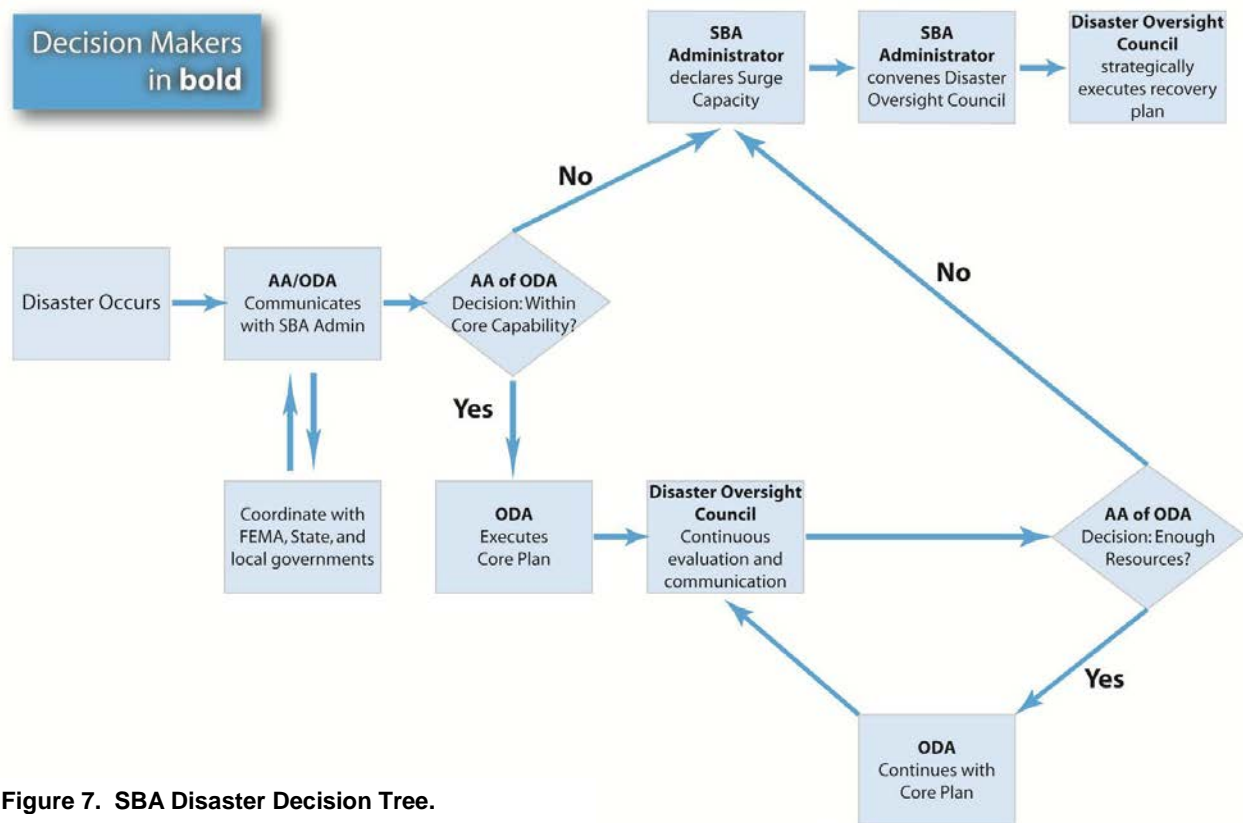 Decision Makers
in bold
SBA
Administrator
declares Surge
Capacity
SBA
Administrator
convenes Disaster
Oversight Council
Disaster Oversight
Council
strategically
executes recovery
plan
No
No
Disaster Occurs
AA/ODA
Communicates
with SBA Admin
AA of ODA
Decision: Within
Core Capability?
Yes
Coordinate with
FEMA, State, and
local governments
ODA
Executes
Core Plan
Disaster Oversight
Council
Continuous
evaluation and
communication
AA of ODA
Decision: Enough
Resources?
Yes
ODA
Continues with
Core Plan
Figure 7. SBA Disaster Decision Tree.